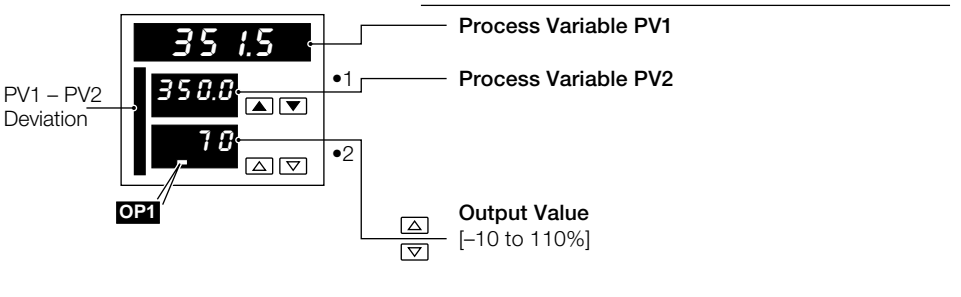 351.5
Process Variable PV1
350.0
•1
Process Variable PV2
PV1 – PV2
Deviation
70
•2
OP1
Output Value
[–10 to 110%]